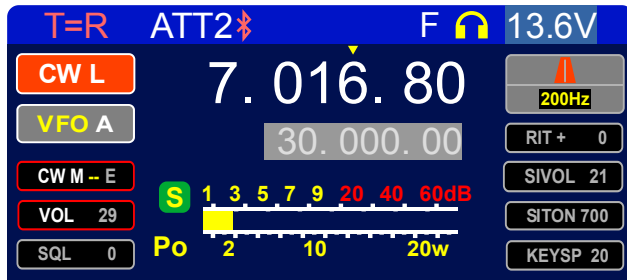 T=R ATT2 F 13.6V
CW L 7. 016. 80 200Hz
VFO A 30. 000. 00 RIT + 0
CW M -- E SIVOL 21
S 1 3 5 7 9 20 40 60dB
VOL 29 SITON 700
SQL 0 Po 2 10 20w KEYSP 20